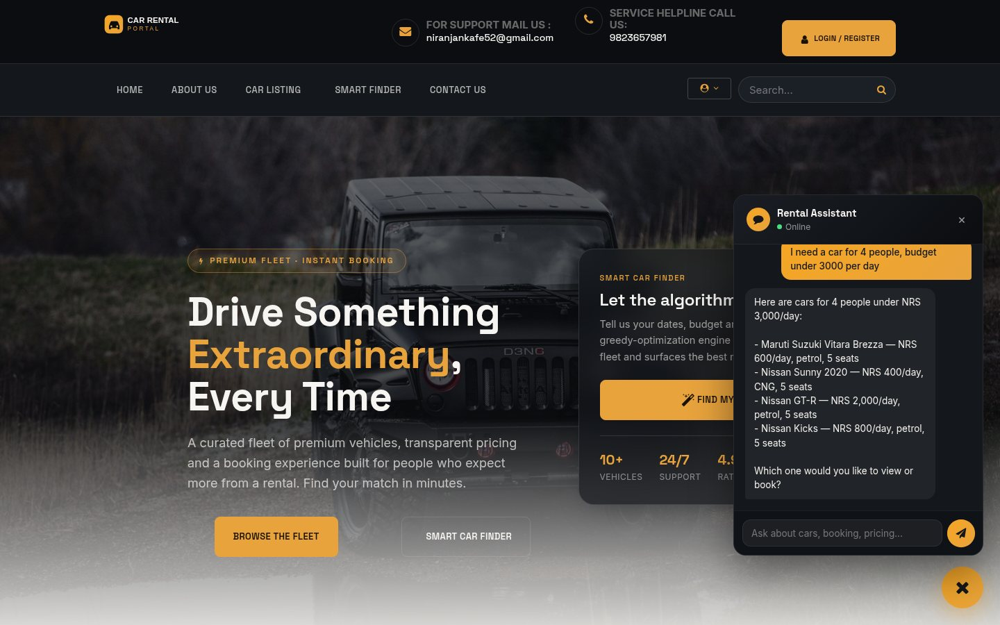 CAR RENTAL
PORTAL
FOR SUPPORT MAIL US :
niranjankafe52@gmail.com
SERVICE HELPLINE CALL
US:
9823657981
LOGIN / REGISTER
HOME
ABOUT US
CAR LISTING
SMART FINDER
CONTACT US
Search...
PREMIUM FLEET · INSTANT BOOKING
Drive Something
Extraordinary,
Every Time
A curated fleet of premium vehicles, transparent pricing
and a booking experience built for people who expect
more from a rental. Find your match in minutes.
BROWSE THE FLEET
SMART CAR FINDER
D3NG
SMART CAR FINDER
Let the algorithm
Tell us your dates, budget
greedy-optimization engine
fleet and surfaces the best
FIND MY
10+
VEHICLES
24/7
SUPPORT
Rental Assistant
Online
I need a car for 4 people, budget
under 3000 per day
Here are cars for 4 people under NRS
3,000/day:
- Maruti Suzuki Vitara Brezza — NRS
600/day, petrol, 5 seats
- Nissan Sunny 2020 — NRS 400/day,
CNG, 5 seats
- Nissan GT-R — NRS 2,000/day,
petrol, 5 seats
- Nissan Kicks — NRS 800/day, petrol,
5 seats
Which one would you like to view or
book?
Ask about cars, booking, pricing...